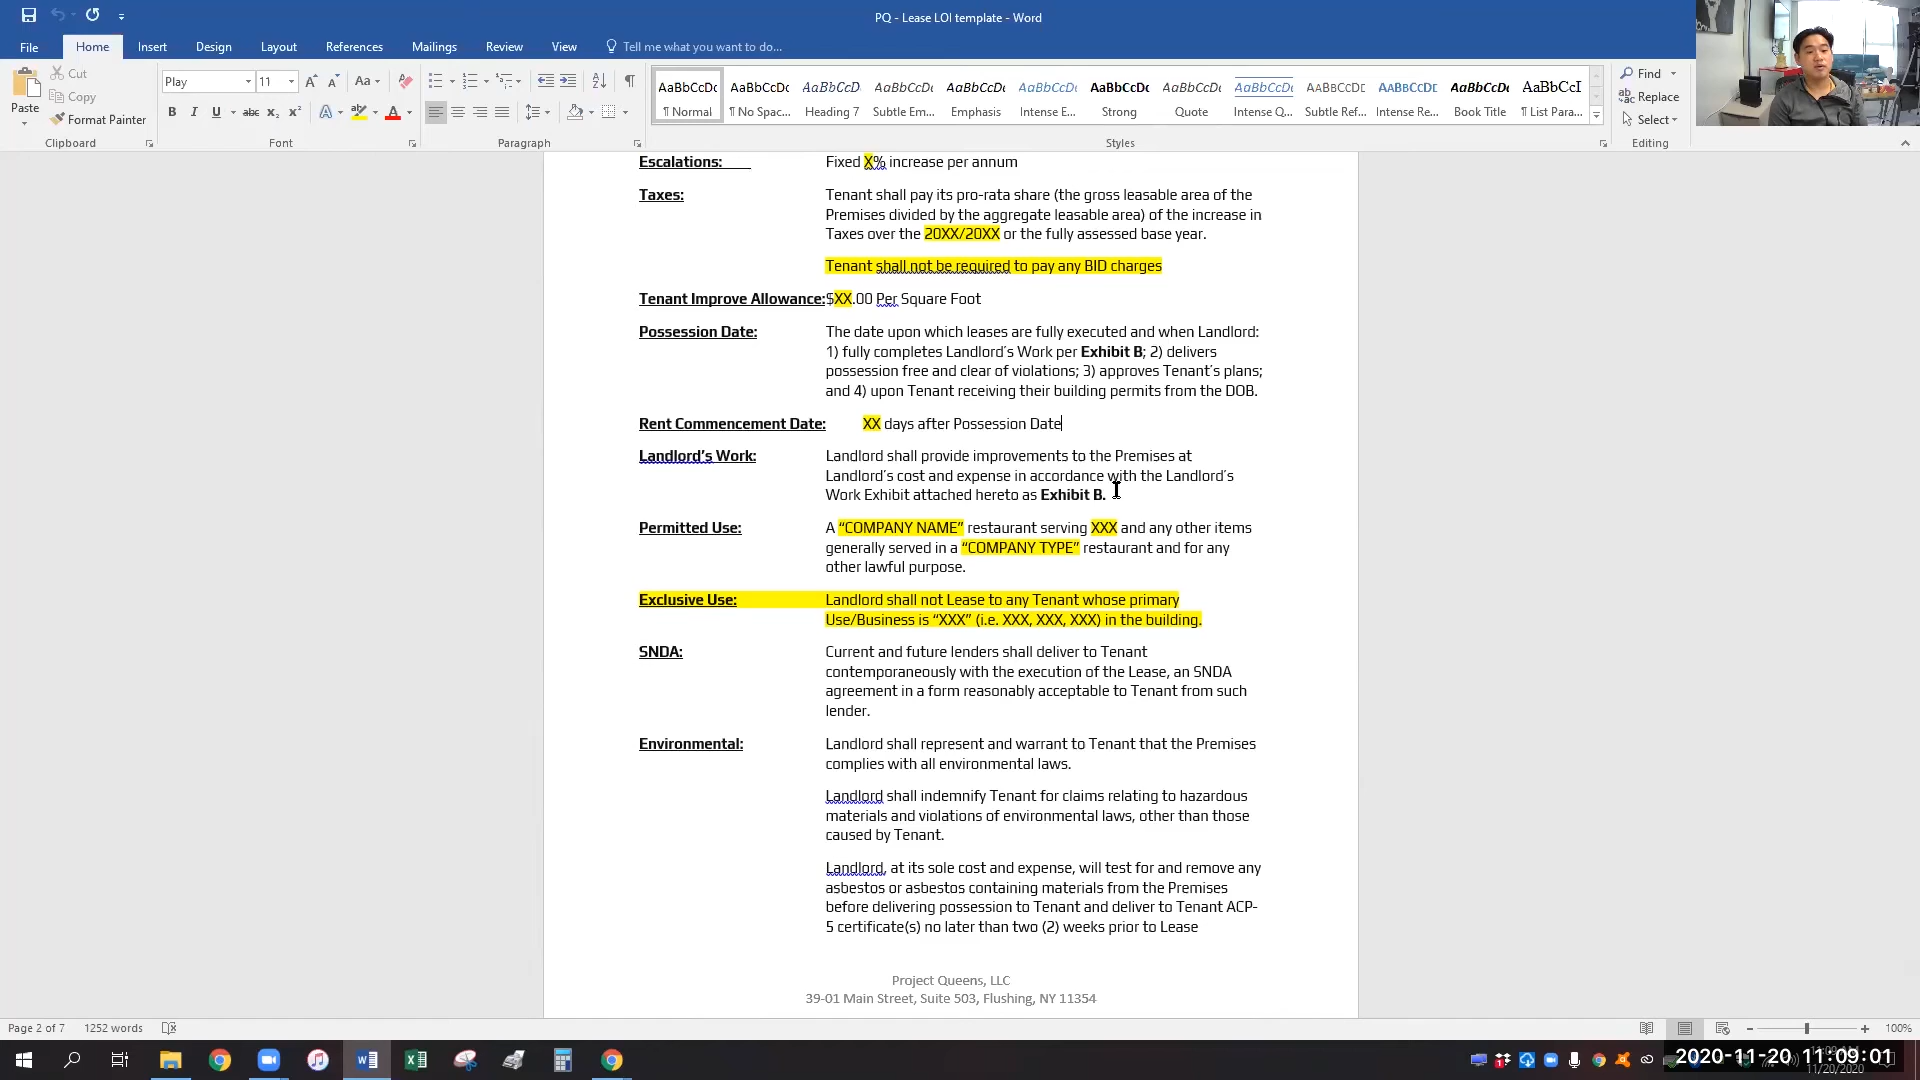 PQ - Lease LOI template - Word
File Home Insert Design Layout References Mailings Review View Tell me what you want to do...
Cut
Copy
Paste
Format Painter
Clipboard
Play 11
Font
Paragraph
AaBbCcDc AaBbCcDc AaBbCcD AaBbCcDc AaBbCcDc AaBbCcDc AaBbCcDc AaBbCcDc AaBbCcDc AaBbCcDc AaBbCcDc AaBbCcDc AaBbCcI
¶ Normal ¶ No Spac... Heading 7 Subtle Em... Emphasis Intense E... Strong Quote Intense Q... Subtle Ref... Intense Re... Book Title ¶ List Para...
Styles
Find
Replace
Select
Editing
Escalations: Fixed X% increase per annum
Taxes: Tenant shall pay its pro-rata share (the gross leasable area of the
Premises divided by the aggregate leasable area) of the increase in
Taxes over the 20XX/20XX or the fully assessed base year.
Tenant shall not be required to pay any BID charges
Tenant Improve Allowance:$XX.00 Per Square Foot
Possession Date: The date upon which leases are fully executed and when Landlord:
1) fully completes Landlord's Work per Exhibit B; 2) delivers
possession free and clear of violations; 3) approves Tenant's plans;
and 4) upon Tenant receiving their building permits from the DOB.
Rent Commencement Date: XX days after Possession Date
Landlord's Work: Landlord shall provide improvements to the Premises at
Landlord's cost and expense in accordance with the Landlord's
Work Exhibit attached hereto as Exhibit B.
Permitted Use: A “COMPANY NAME” restaurant serving XXX and any other items
generally served in a “COMPANY TYPE” restaurant and for any
other lawful purpose.
Exclusive Use: Landlord shall not Lease to any Tenant whose primary
Use/Business is “XXX” (i.e. XXX, XXX, XXX) in the building.
SNDA: Current and future lenders shall deliver to Tenant
contemporaneously with the execution of the Lease, an SNDA
agreement in a form reasonably acceptable to Tenant from such
lender.
Environmental: Landlord shall represent and warrant to Tenant that the Premises
complies with all environmental laws.
Landlord shall indemnify Tenant for claims relating to hazardous
materials and violations of environmental laws, other than those
caused by Tenant.
Landlord, at its sole cost and expense, will test for and remove any
asbestos or asbestos containing materials from the Premises
before delivering possession to Tenant and deliver to Tenant ACP-
5 certificate(s) no later than two (2) weeks prior to Lease
Project Queens, LLC
39-01 Main Street, Suite 503, Flushing, NY 11354
Page 2 of 7 1252 words
100%
2020-11-20 11:09:01
11/20/2020